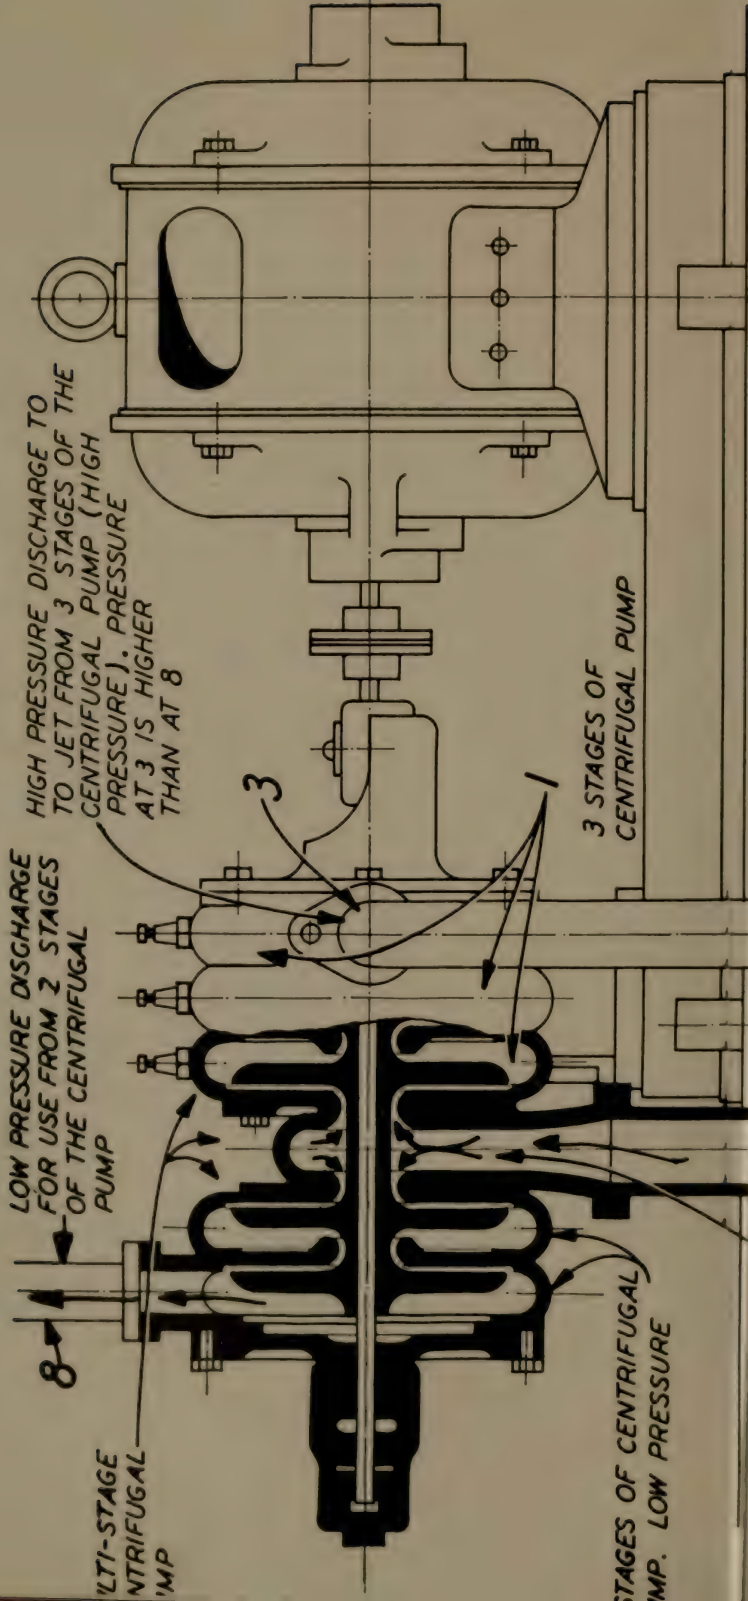 LTI-STAGE
NTRIFUGAL
MP
8
LOW PRESSURE DISCHARGE
FOR USE FROM 2 STAGES
OF THE CENTRIFUGAL
PUMP
HIGH PRESSURE DISCHARGE TO
TO JET FROM 3 STAGES OF THE
CENTRIFUGAL PUMP (HIGH
PRESSURE). PRESSURE
AT 3 IS HIGHER
THAN AT 8
3
1
3 STAGES OF
CENTRIFUGAL PUMP
STAGES OF CENTRIFUGAL
MP. LOW PRESSURE